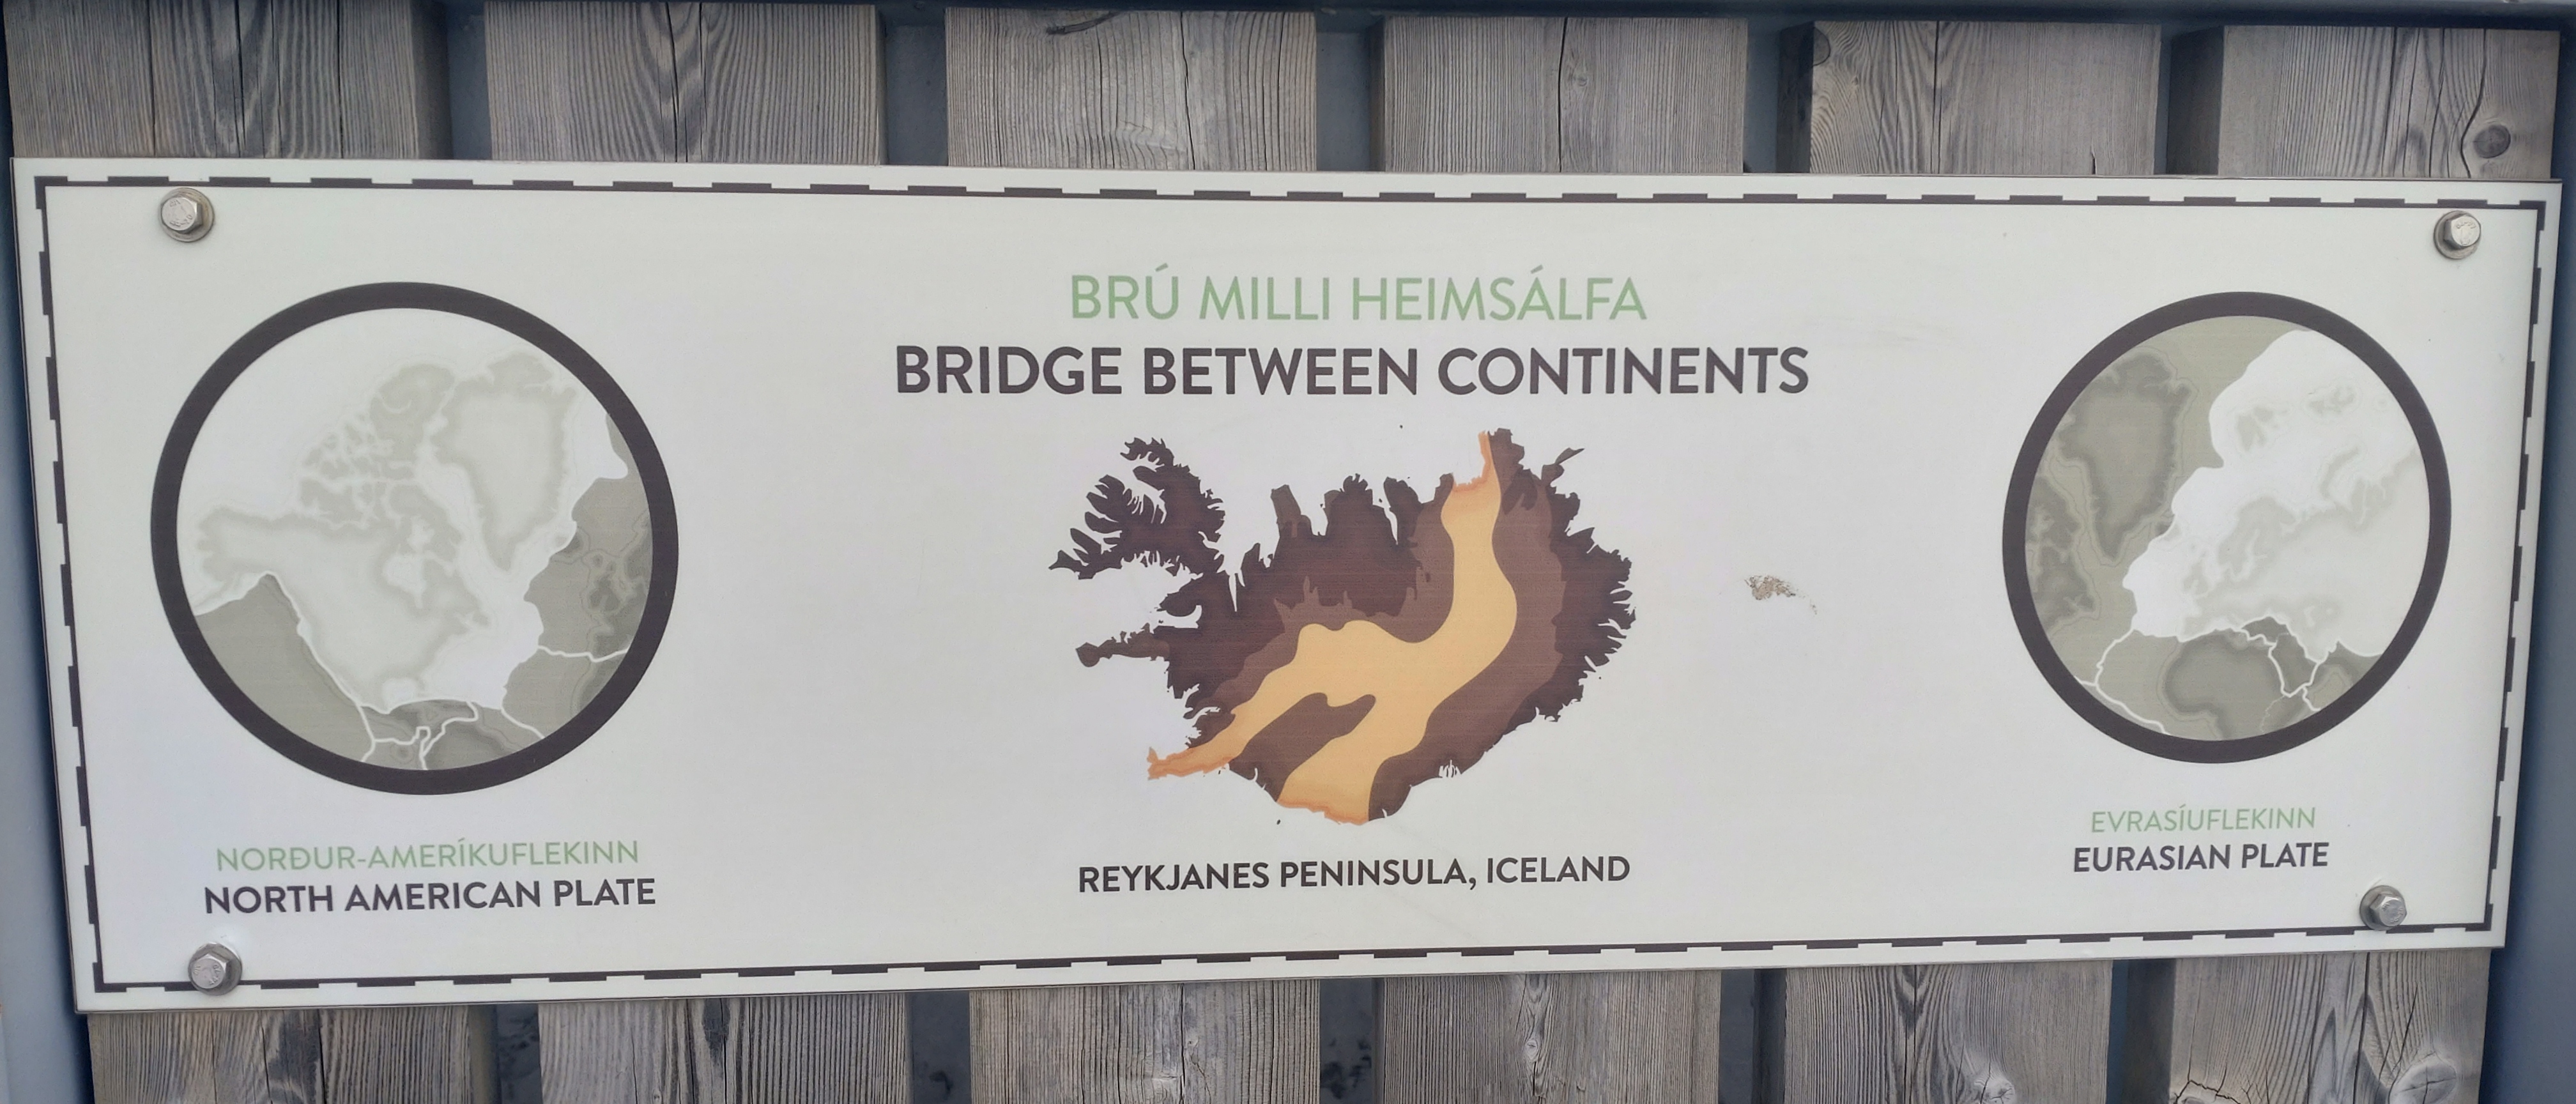 BRÚ MILLI HEIMSÁLFA
BRIDGE BETWEEN CONTINENTS
NORÐUR-AMERÍKUFLEKINN
NORTH AMERICAN PLATE
REYKJANES PENINSULA, ICELAND
EVRASÍUFLEKINN
EURASIAN PLATE